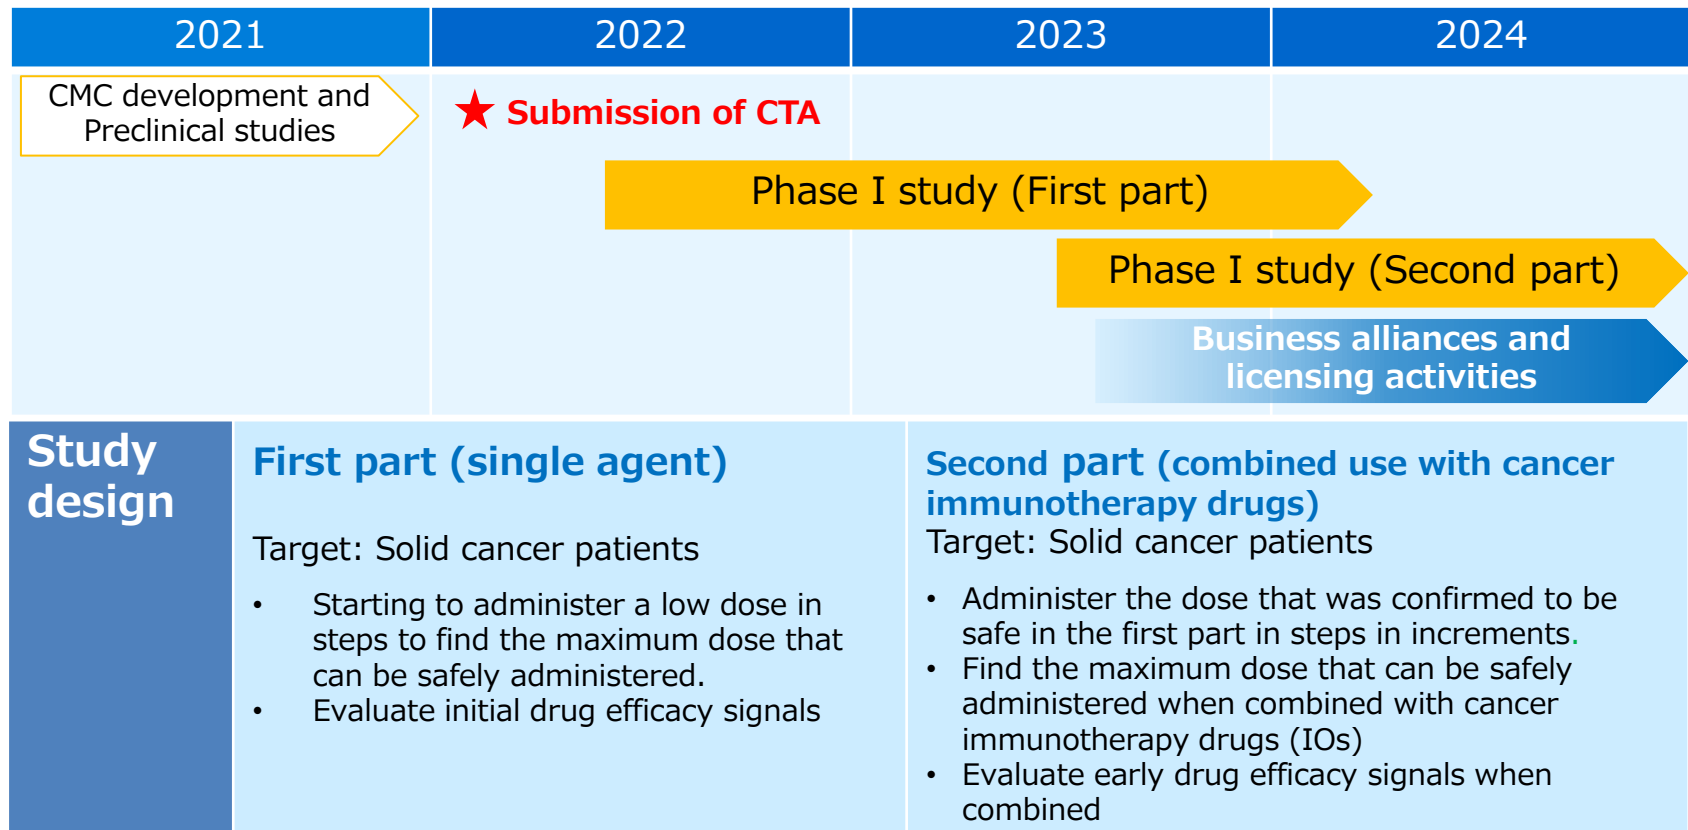 2021 2022 2023 2024
CMC development and
Preclinical studies
★ Submission of CTA
Phase I study (First part)
Phase I study (Second part)
Business alliances and
licensing activities
Study
design
First part (single agent)
Target: Solid cancer patients
• Starting to administer a low dose in
steps to find the maximum dose that
can be safely administered.
• Evaluate initial drug efficacy signals
Second part (combined use with cancer
immunotherapy drugs)
Target: Solid cancer patients
• Administer the dose that was confirmed to be
safe in the first part in steps in increments.
• Find the maximum dose that can be safely
administered when combined with cancer
immunotherapy drugs (IOs)
• Evaluate early drug efficacy signals when
combined